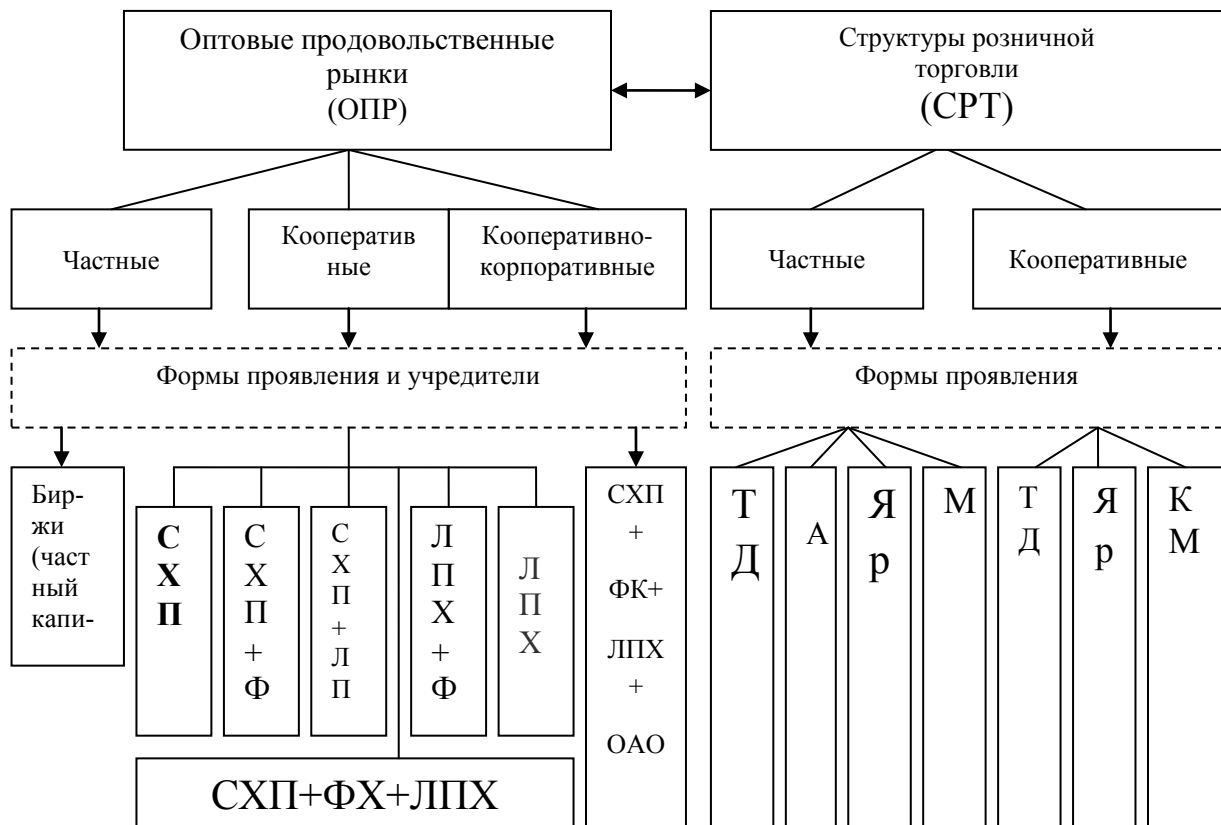 Оптовые продовольственные
рынки
(ОПР)
Структуры розничной
торговли
(СРТ)
Частные
Кооператив
ные
Кооперативно-
корпоративные
Частные
Кооперативные
Формы проявления и учредители
Формы проявления
Бир-
жи
(част
ный
капи-
С
Х
П
С
Х
П
+
Ф
С
Х
П
+
Л
П
Л
П
Х
+
Ф
Л
П
Х
СХП
+
ФК+
ЛПХ
+
ОАО
Т
Д
А
Я
р
М
Т
Д
Я
р
К
М
СХП+ФХ+ЛПХ